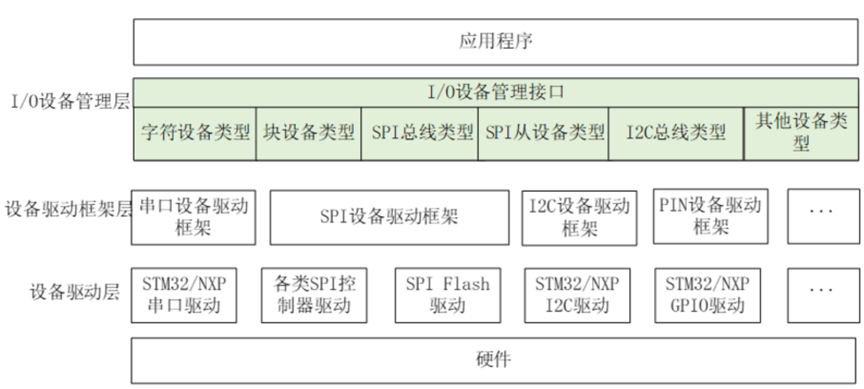 应用程序
I/O设备管理层
I/O设备管理接口
字符设备类型 块设备类型 SPI总线类型 SPI从设备类型 I2C总线类型 其他设备类
型
设备驱动框架层
串口设备驱动
框架
SPI设备驱动框架
I2C设备驱动
框架
PIN设备驱动
框架
...
设备驱动层
STM32/NXP
串口驱动
各类SPI控
制器驱动
SPI Flash
驱动
STM32/NXP
I2C驱动
STM32/NXP
GPIO驱动
...
硬件